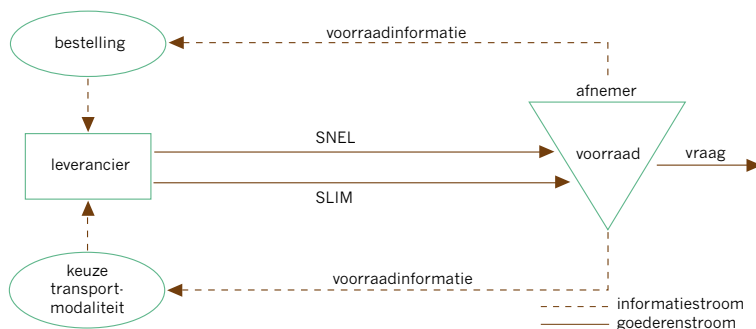 voorraadinformatie
bestelling
afnemer
SNEL
leverancier
voorraad
vraag
SLIM
keuze
transport-
modaliteit
voorraadinformatie
informatiestroom
goederenstroom